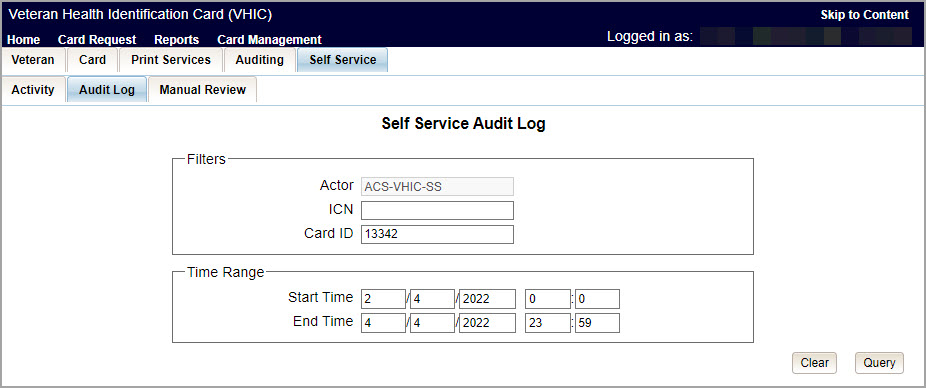 Veteran Health Identification Card (VHIC) Skip to Content
Home Card Request Reports Card Management Logged in as:
Veteran Card Print Services Auditing Self Service
Activity Audit Log Manual Review
Self Service Audit Log
Filters
Actor ACS-VHIC-SS
ICN
Card ID 13342
Time Range
Start Time 2 / 4 / 2022 0 : 0
End Time 4 / 4 / 2022 23 : 59
Clear Query